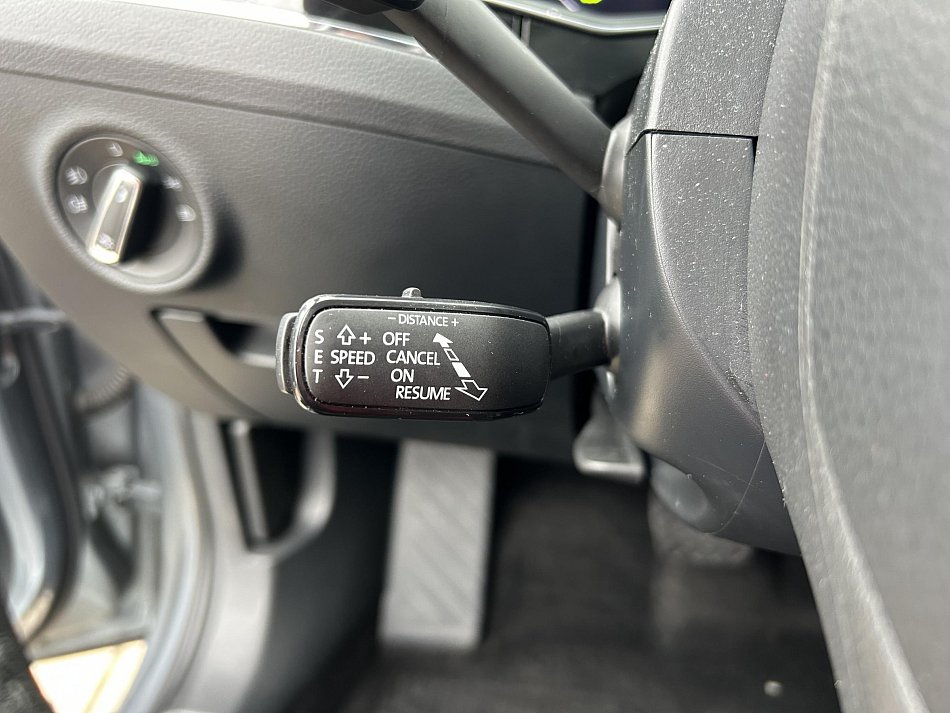 − DISTANCE +
S + OFF
E SPEED CANCEL
T − ON
RESUME